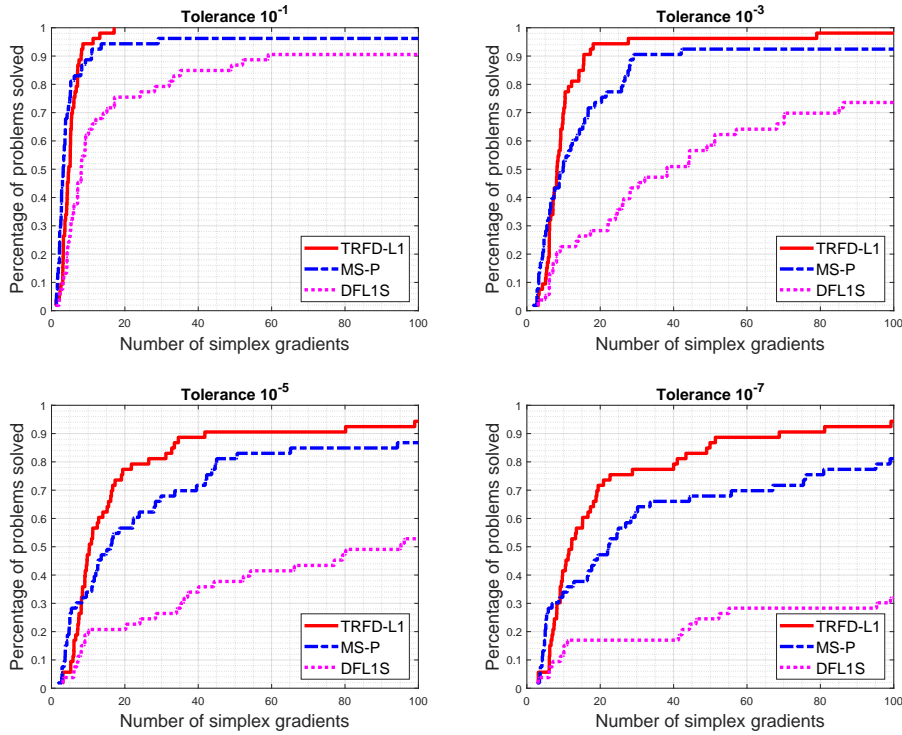 Tolerance 10^-1
Percentage of problems solved
1
0.9
0.8
0.7
0.6
0.5
0.4
0.3
0.2
0.1
0
TRFD-L1
MS-P
DFL1S
0 20 40 60 80 100
Number of simplex gradients
Tolerance 10^-3
Percentage of problems solved
1
0.9
0.8
0.7
0.6
0.5
0.4
0.3
0.2
0.1
0
TRFD-L1
MS-P
DFL1S
0 20 40 60 80 100
Number of simplex gradients
Tolerance 10^-5
Percentage of problems solved
1
0.9
0.8
0.7
0.6
0.5
0.4
0.3
0.2
0.1
0
TRFD-L1
MS-P
DFL1S
0 20 40 60 80 100
Number of simplex gradients
Tolerance 10^-7
Percentage of problems solved
1
0.9
0.8
0.7
0.6
0.5
0.4
0.3
0.2
0.1
0
TRFD-L1
MS-P
DFL1S
0 20 40 60 80 100
Number of simplex gradients